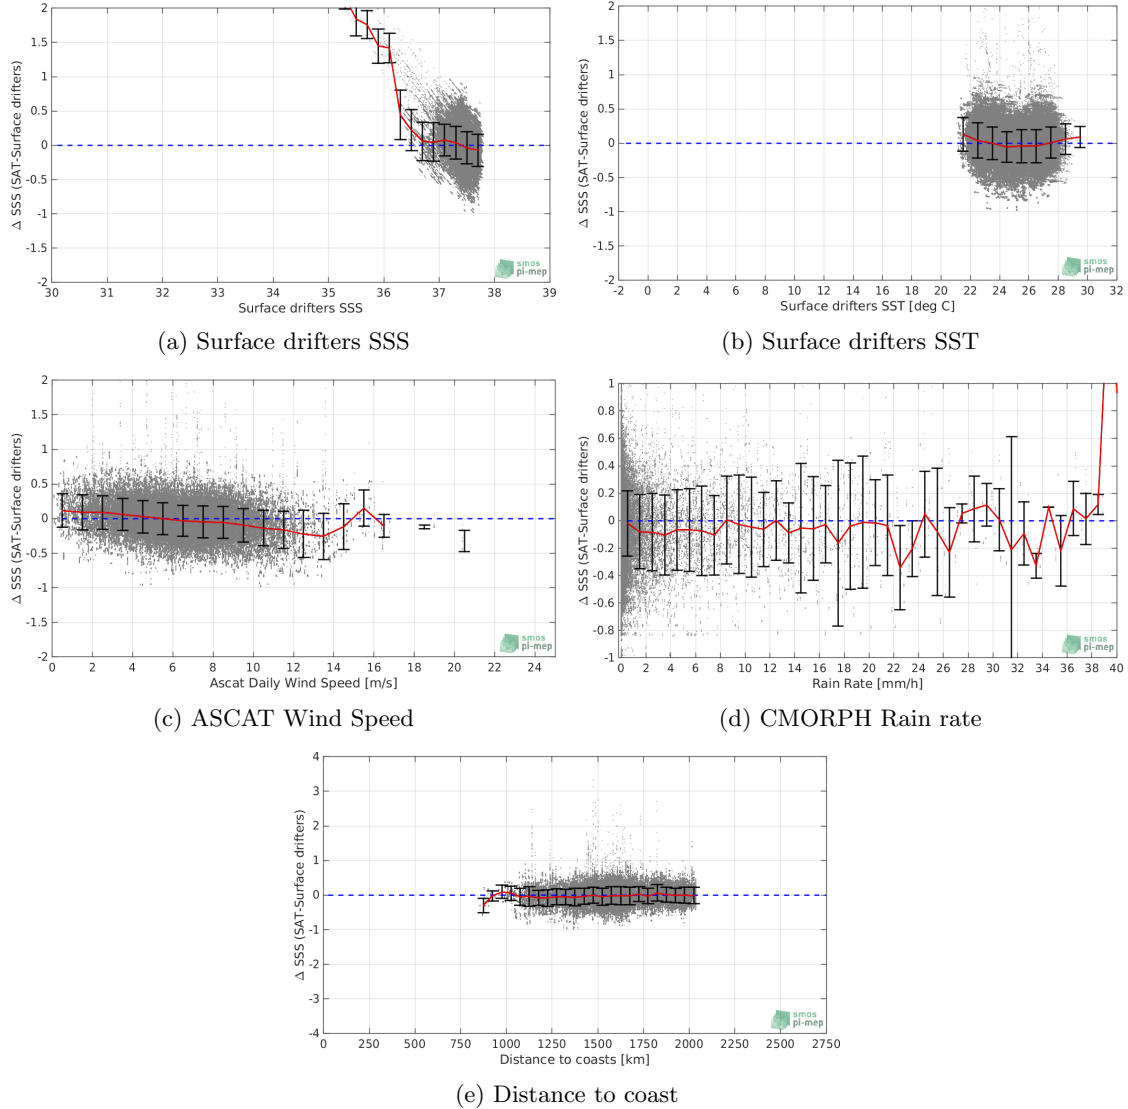 2
1.5
1
0.5
0
-0.5
-1
-1.5
-2
Δ SSS (SAT-Surface drifters)
30 31 32 33 34 35 36 37 38 39
Surface drifters SSS
smos
pi-mep
(a) Surface drifters SSS
2
1.5
1
0.5
0
-0.5
-1
-1.5
-2
Δ SSS (SAT-Surface drifters)
-2 0 2 4 6 8 10 12 14 16 18 20 22 24 26 28 30 32
Surface drifters SST [deg C]
smos
pi-mep
(b) Surface drifters SST
2
1.5
1
0.5
0
-0.5
-1
-1.5
-2
Δ SSS (SAT-Surface drifters)
0 2 4 6 8 10 12 14 16 18 20 22 24
Ascat Daily Wind Speed [m/s]
smos
pi-mep
(c) ASCAT Wind Speed
1
0.8
0.6
0.4
0.2
0
-0.2
-0.4
-0.6
-0.8
-1
Δ SSS (SAT-Surface drifters)
0 2 4 6 8 10 12 14 16 18 20 22 24 26 28 30 32 34 36 38 40
Rain Rate [mm/h]
smos
pi-mep
(d) CMORPH Rain rate
4
3
2
1
0
-1
-2
-3
-4
Δ SSS (SAT-Surface drifters)
0 250 500 750 1000 1250 1500 1750 2000 2250 2500 2750
Distance to coasts [km]
smos
pi-mep
(e) Distance to coast